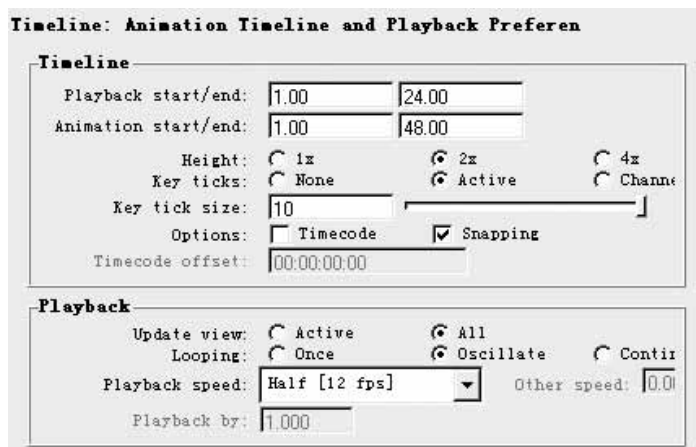 Timeline: Animation Timeline and Playback Preferen
Timeline
Playback start/end: 1.00 24.00
Animation start/end: 1.00 48.00
Height: 1x 2x 4x
Key ticks: None Active Channe
Key tick size: 10
Options: Timecode Snapping
Timecode offset: 00:00:00:00
Playback
Update view: Active All
Looping: Once Oscillate Contin
Playback speed: Half [12 fps] Other speed: 0.00
Playback by: 1.000